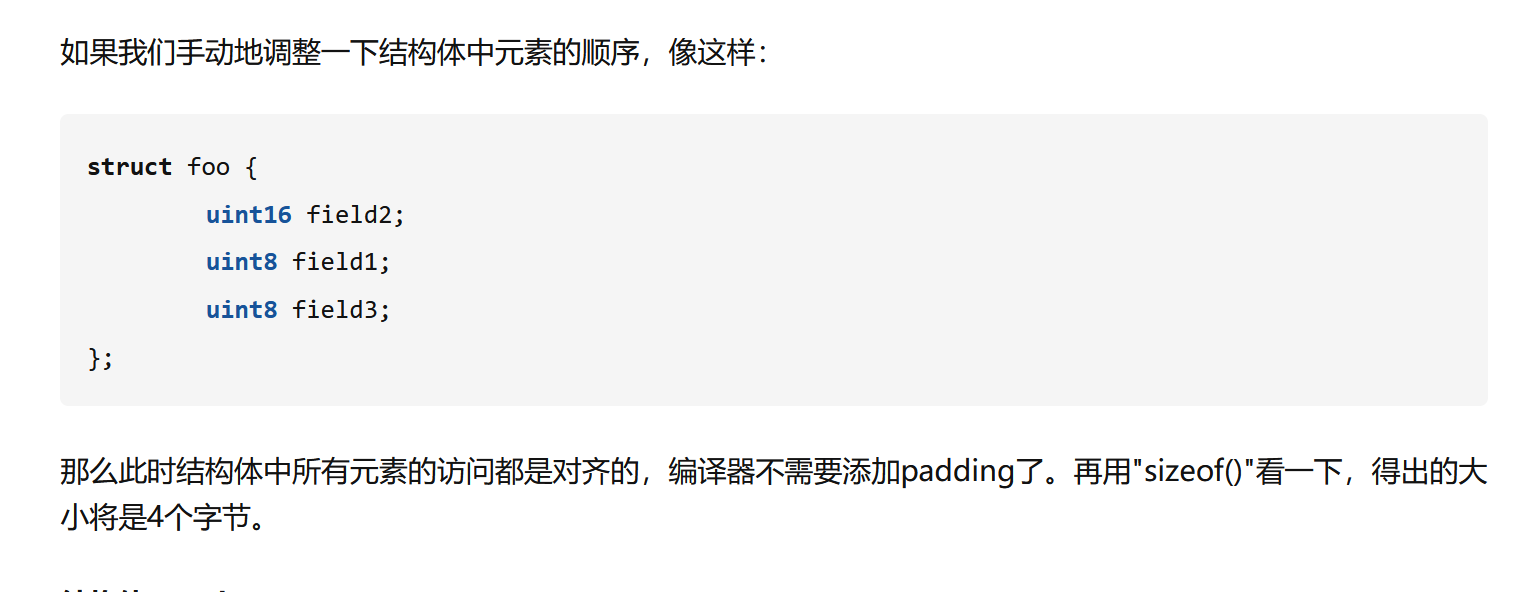 如果我们手动地调整一下结构体中元素的顺序，像这样：
struct foo {
uint16 field2;
uint8 field1;
uint8 field3;
};
那么此时结构体中所有元素的访问都是对齐的，编译器不需要添加padding了。再用"sizeof()"看一下，得出的大
小将是4个字节。